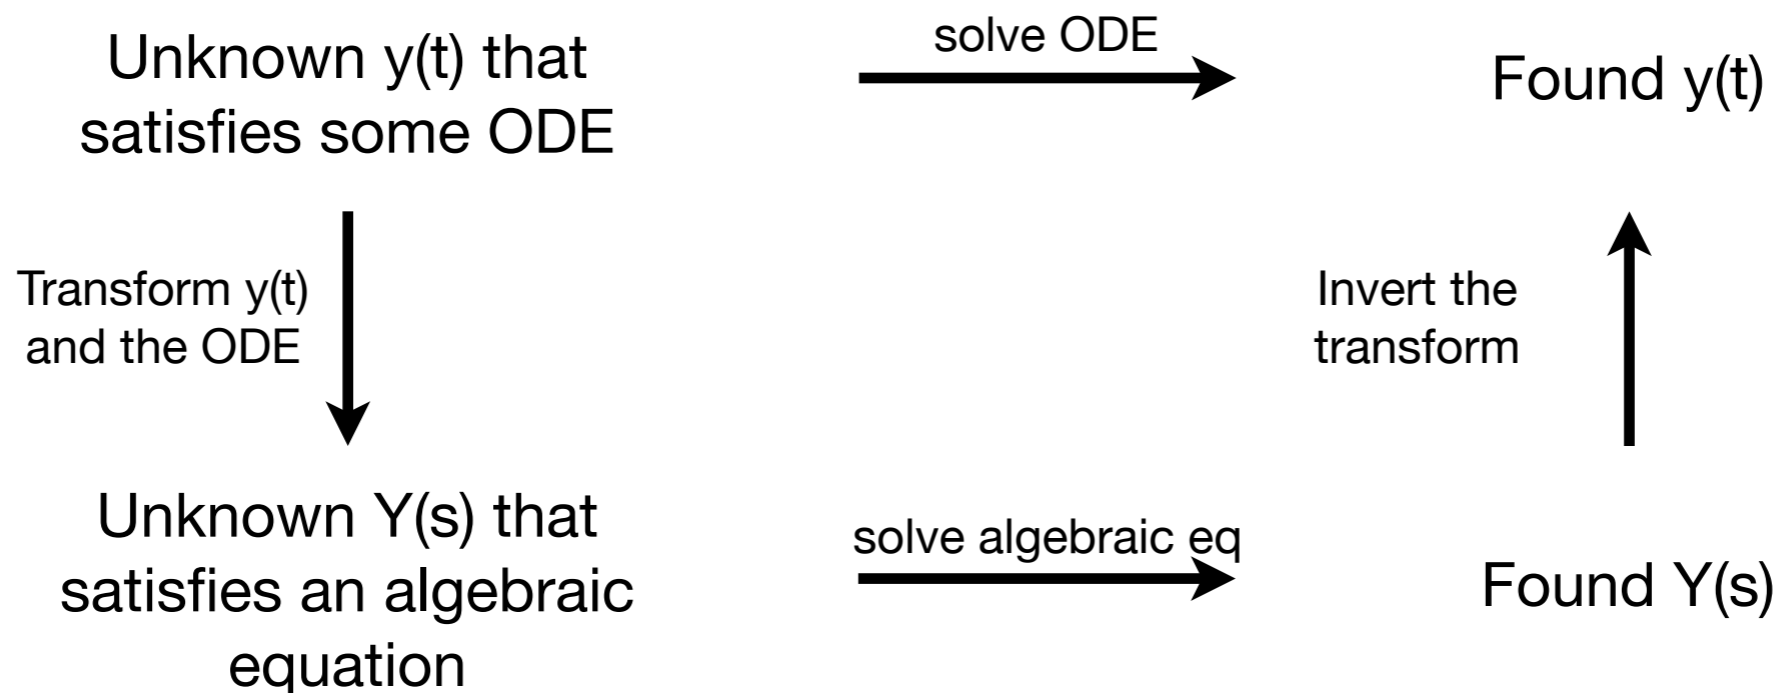 Unknown y(t) that
satisfies some ODE
solve ODE
Found y(t)
Transform y(t)
and the ODE
Invert the
transform
Unknown Y(s) that
satisfies an algebraic
equation
solve algebraic eq
Found Y(s)